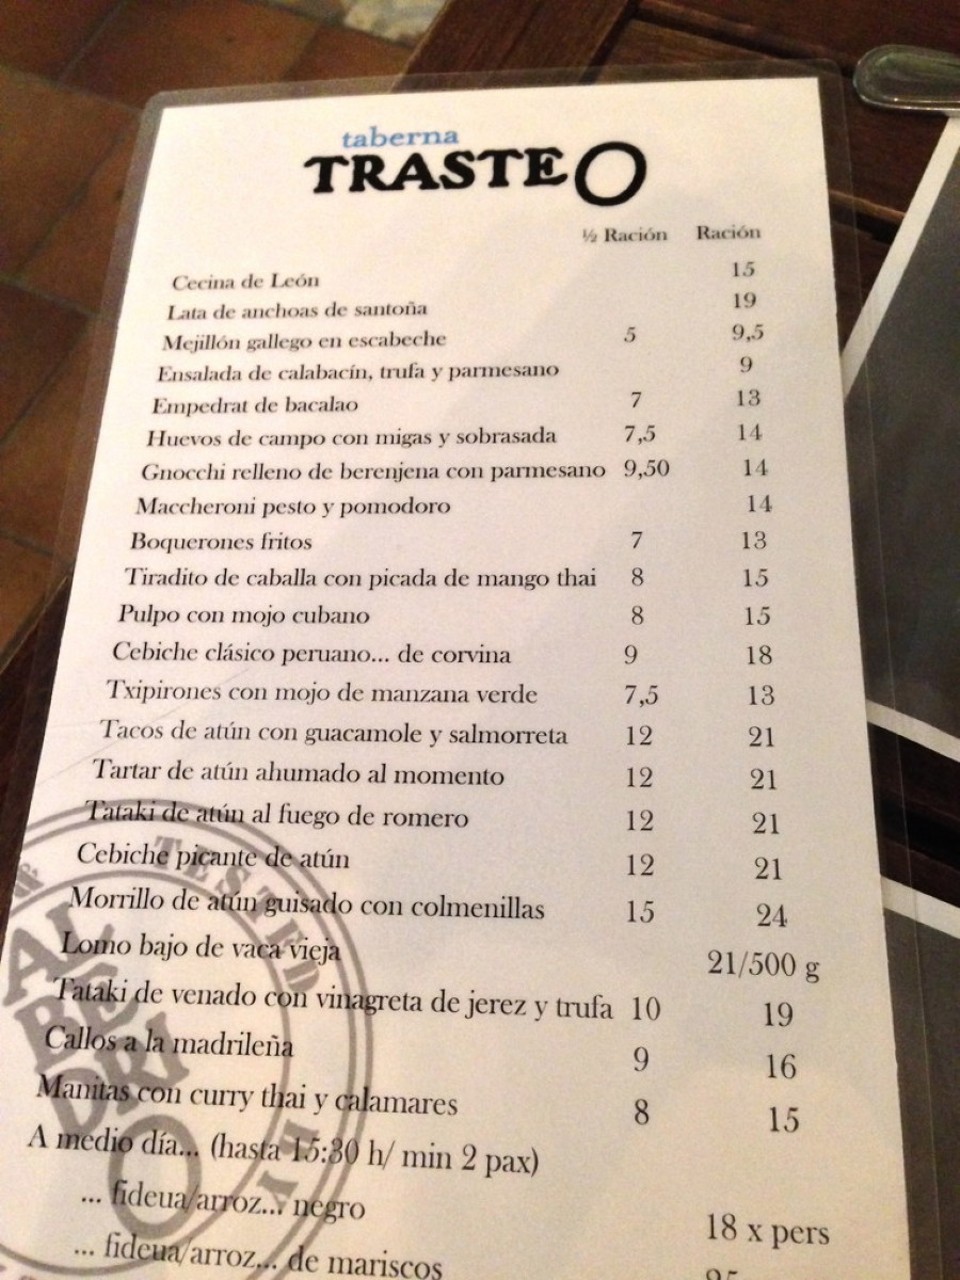 taberna
TRASTEO
½ Ración Ración
Cecina de León 15
Lata de anchoas de santoña 19
Mejillón gallego en escabeche 5 9,5
Ensalada de calabacín, trufa y parmesano 9
Empedrat de bacalao 7 13
Huevos de campo con migas y sobrasada 7,5 14
Gnocchi relleno de berenjena con parmesano 9,50 14
Maccheroni pesto y pomodoro 14
Boquerones fritos 7 13
Tiradito de caballa con picada de mango thai 8 15
Pulpo con mojo cubano 8 15
Cebiche clásico peruano... de corvina 9 18
Txipirones con mojo de manzana verde 7,5 13
Tacos de atún con guacamole y salmorreta 12 21
Tartar de atún ahumado al momento 12 21
Tataki de atún al fuego de romero 12 21
Cebiche picante de atún 12 21
Morrillo de atún guisado con colmenillas 15 24
Lomo bajo de vaca vieja 21/500 g
Tataki de venado con vinagreta de jerez y trufa 10 19
Callos a la madrileña 9 16
Manitas con curry thai y calamares 8 15
A medio día... (hasta 15:30 h/ min 2 pax)
... fideua/arroz... negro 18 x pers
... fideua/arroz... de mariscos
TESTED
AL
BE
DRI
O